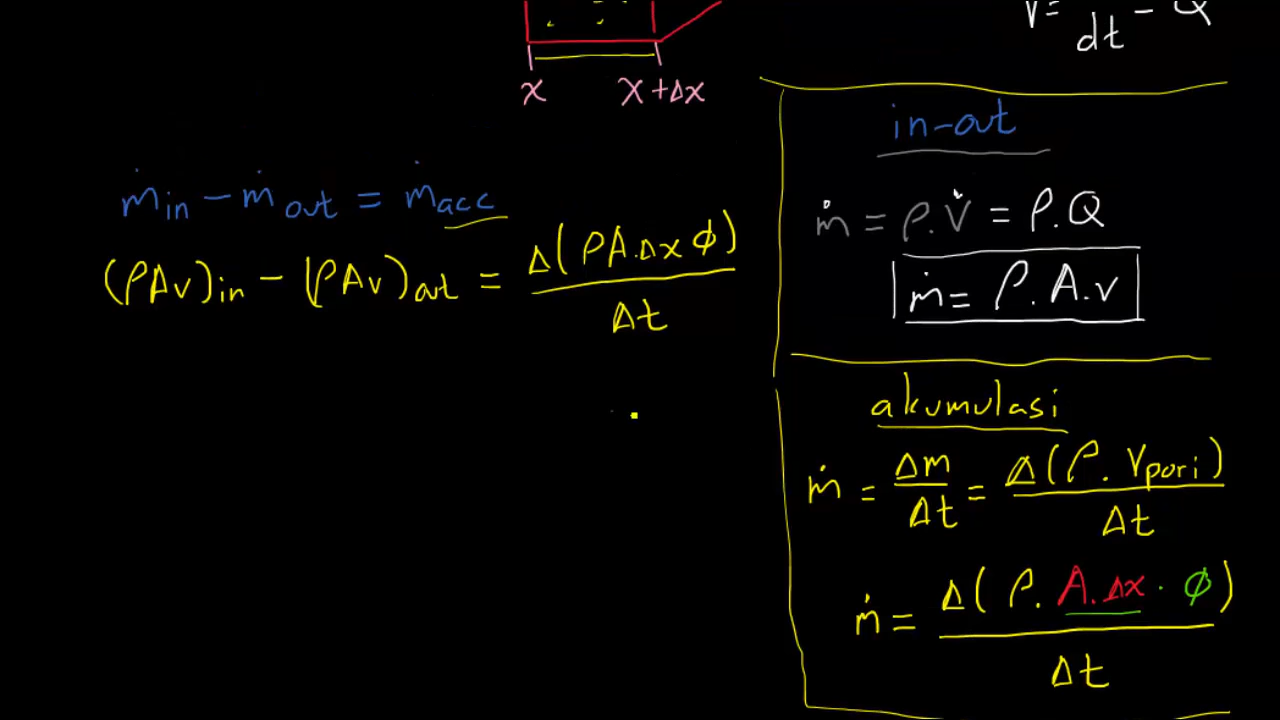 V = /dt = Q
x x+Δx
in-out
ṁin − ṁout = ṁacc
ṁ = ρ.V̇ = ρ.Q
(ρAv)in − (ρAv)out = Δ(ρA.Δx ϕ)/Δt
ṁ = ρ.A.v
akumulasi
ṁ = Δm/Δt = Δ(ρ.Vpori)/Δt
ṁ = Δ(ρ.A.Δx.ϕ)/Δt